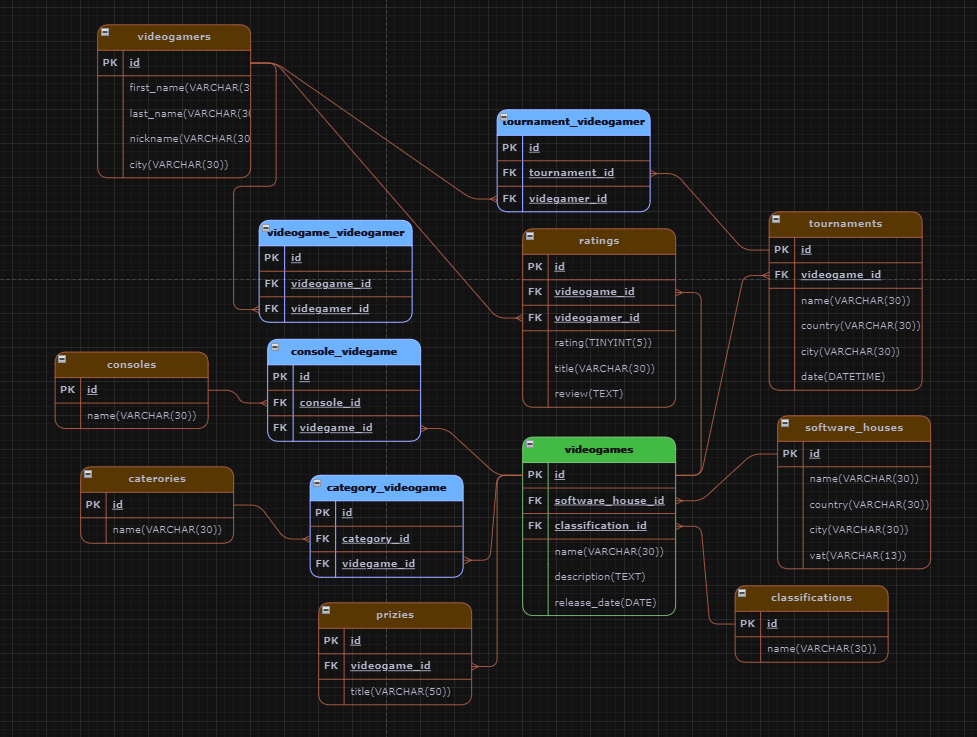 videogamers
PK id
first_name(VARCHAR(3
last_name(VARCHAR(3
nickname(VARCHAR(30
city(VARCHAR(30))
tournament_videogamer
PK id
FK tournament_id
FK videgamer_id
videogame_videogamer
PK id
FK videogame_id
FK videgamer_id
ratings
PK id
FK videogame_id
FK videogamer_id
rating(TINYINT(5))
title(VARCHAR(30))
review(TEXT)
tournaments
PK id
FK videogame_id
name(VARCHAR(30))
country(VARCHAR(30))
city(VARCHAR(30))
date(DATETIME)
consoles
PK id
name(VARCHAR(30))
console_videgame
PK id
FK console_id
FK videgame_id
caterories
PK id
name(VARCHAR(30))
category_videogame
PK id
FK category_id
FK videgame_id
videogames
PK id
FK software_house_id
FK classification_id
name(VARCHAR(30))
description(TEXT)
release_date(DATE)
software_houses
PK id
name(VARCHAR(30))
country(VARCHAR(30))
city(VARCHAR(30))
vat(VARCHAR(13))
prizies
PK id
FK videogame_id
title(VARCHAR(50))
classifications
PK id
name(VARCHAR(30))